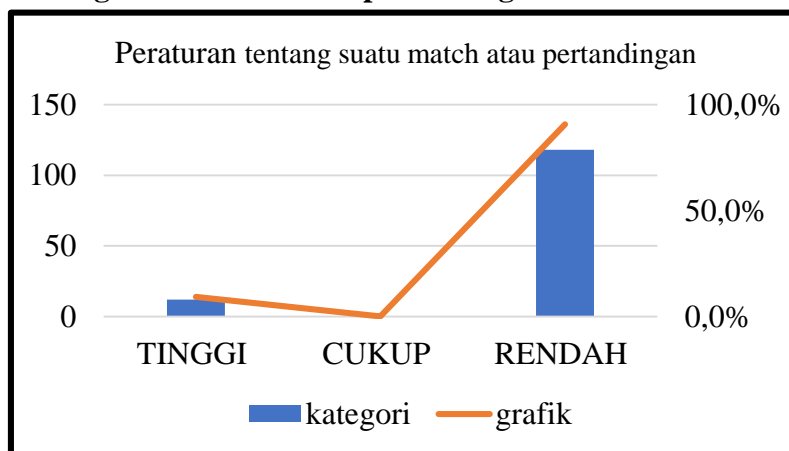 Peraturan tentang suatu match atau pertandingan
150 100,0%
100
50,0%
50
0 0,0%
TINGGI CUKUP RENDAH
kategori grafik